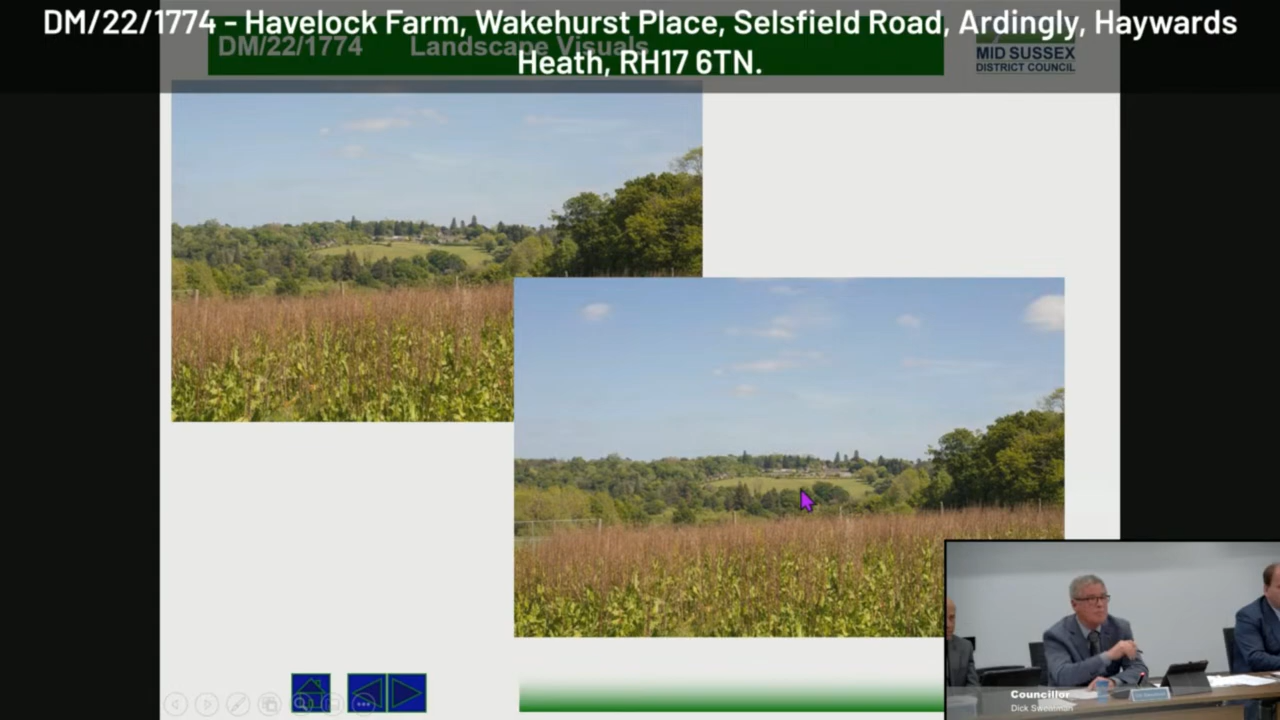 DM/22/1774 - Havelock Farm, Wakehurst Place, Selsfield Road, Ardingly, Haywards
Heath, RH17 6TN.
DM/22/1774 Landscape Visuals
MID SUSSEX
DISTRICT COUNCIL
Councillor
Dick Sweatman